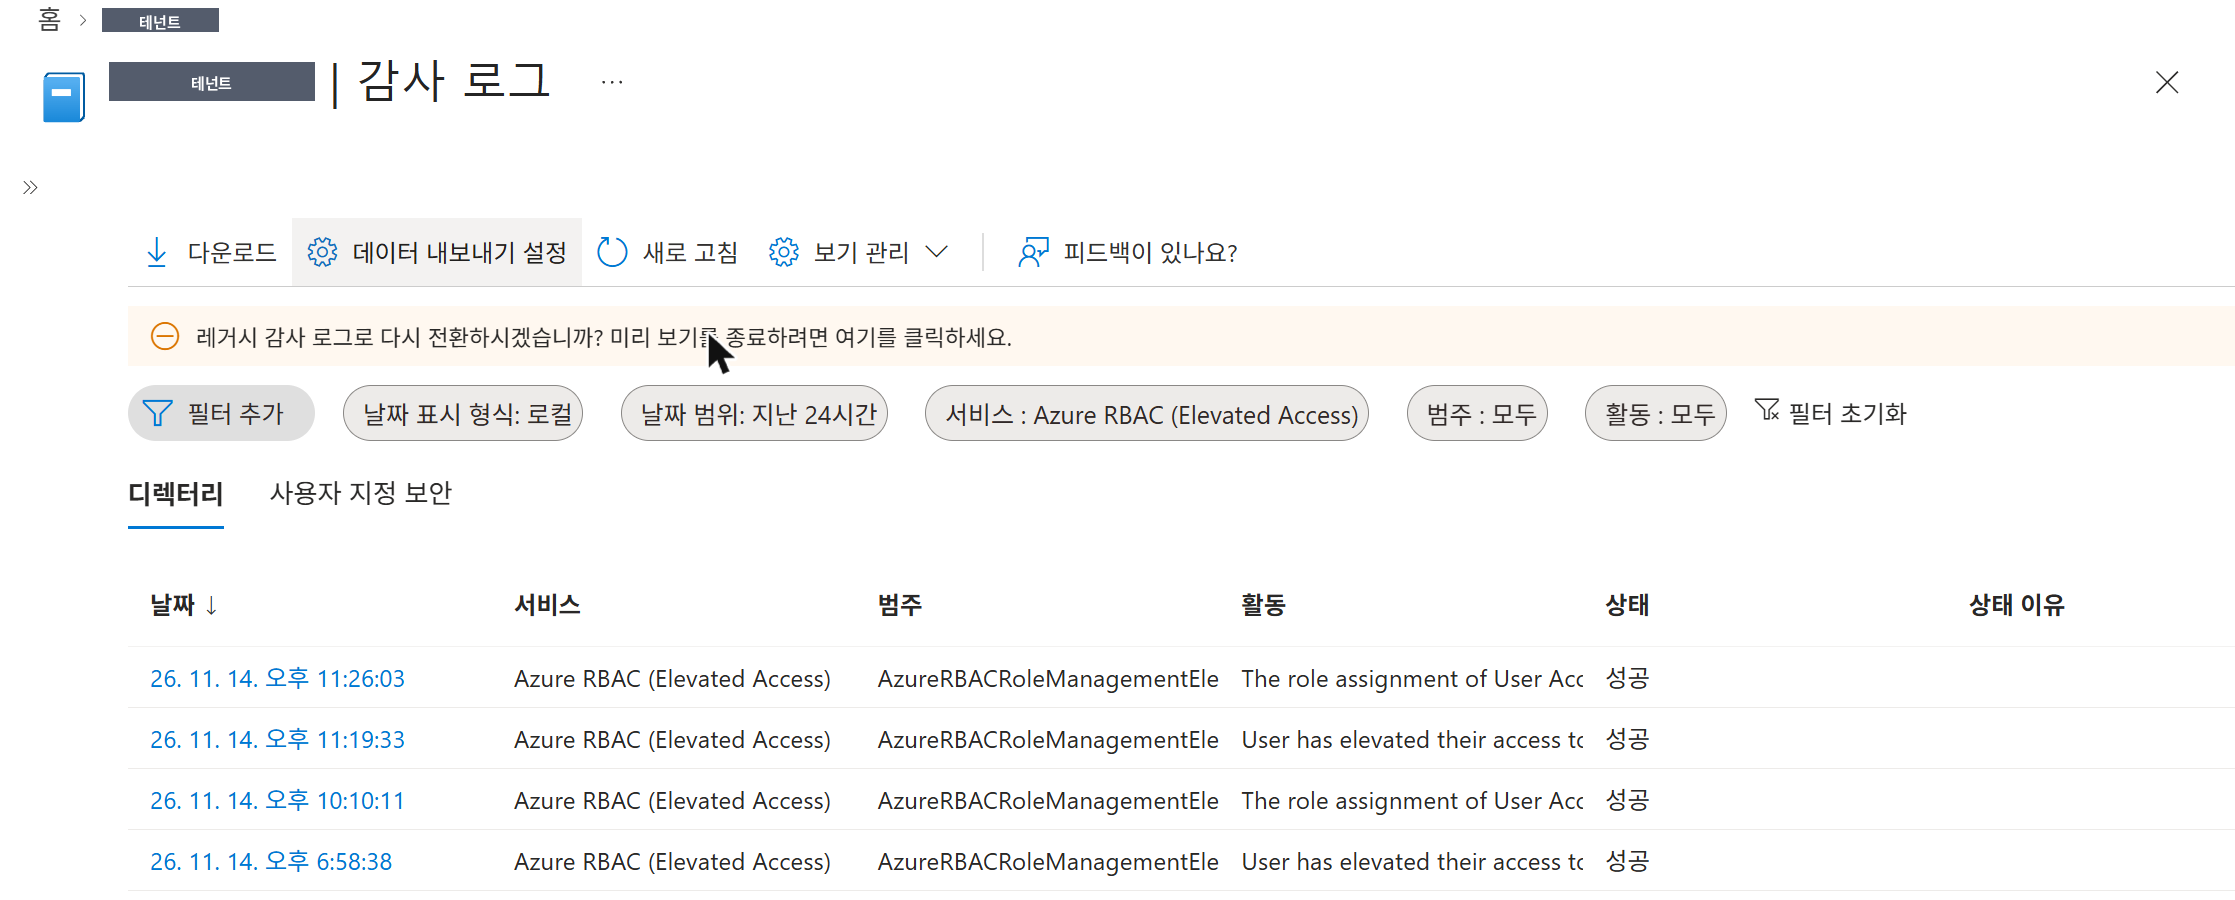 홈 > 테넌트
테넌트 | 감사 로그 ...
다운로드 데이터 내보내기 설정 새로 고침 보기 관리 피드백이 있나요?
레거시 감사 로그로 다시 전환하시겠습니까? 미리 보기를 종료하려면 여기를 클릭하세요.
필터 추가 날짜 표시 형식: 로컬 날짜 범위: 지난 24시간 서비스 : Azure RBAC (Elevated Access) 범주 : 모두 활동 : 모두 필터 초기화
디렉터리 사용자 지정 보안
날짜 ↓ 서비스 범주 활동 상태 상태 이유
26. 11. 14. 오후 11:26:03 Azure RBAC (Elevated Access) AzureRBACRoleManagementEle The role assignment of User Acc 성공
26. 11. 14. 오후 11:19:33 Azure RBAC (Elevated Access) AzureRBACRoleManagementEle User has elevated their access to 성공
26. 11. 14. 오후 10:10:11 Azure RBAC (Elevated Access) AzureRBACRoleManagementEle The role assignment of User Acc 성공
26. 11. 14. 오후 6:58:38 Azure RBAC (Elevated Access) AzureRBACRoleManagementEle User has elevated their access to 성공